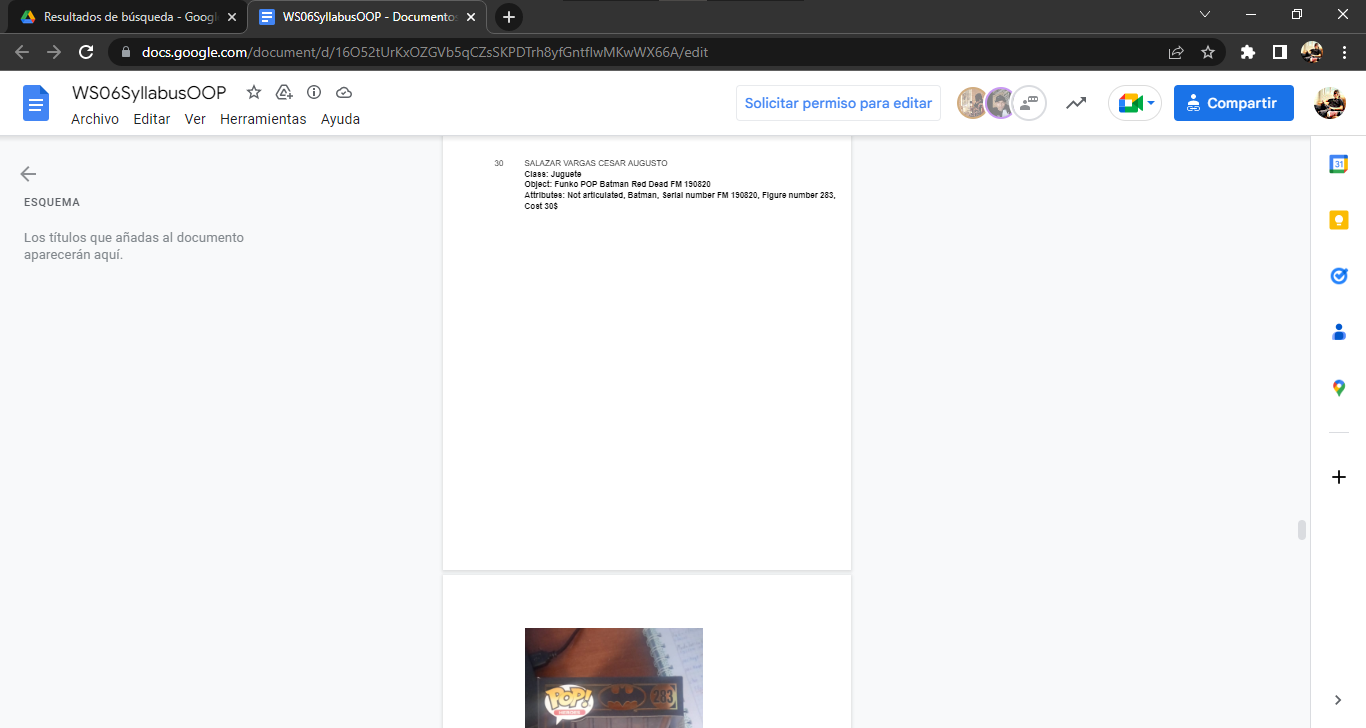 Resultados de búsqueda - Googl
WS06SyllabusOOP - Documentos
docs.google.com/document/d/16O52tUrKxOZGVb5qCZsSKPDTrh8yfGntfIwMKwWX66A/edit
WS06SyllabusOOP
Archivo Editar Ver Herramientas Ayuda
Solicitar permiso para editar
Compartir
ESQUEMA
Los títulos que añadas al documento
aparecerán aquí.
30 SALAZAR VARGAS CESAR AUGUSTO
Class: Juguete
Object: Funko POP Batman Red Dead FM 190820
Attributes: Not articulated, Batman, Serial number FM 190820, Figure number 283,
Cost 30$
POP!
HEROES
283
31